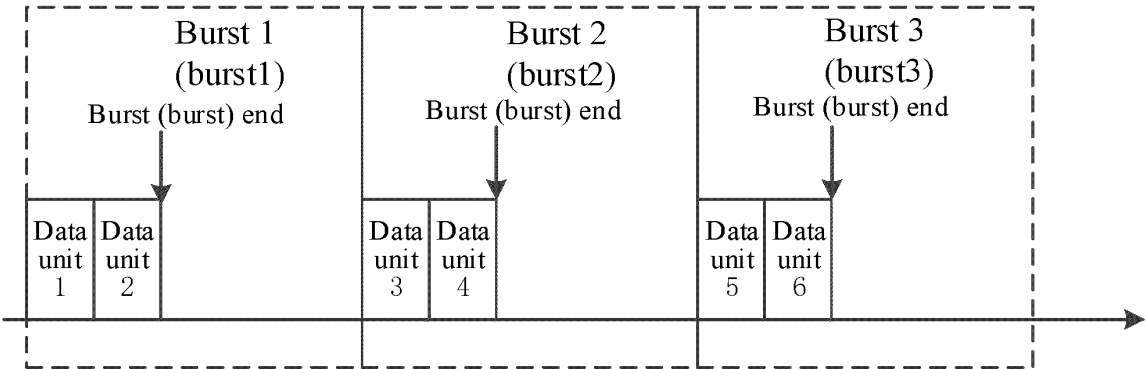 Burst 1
(burst1)
Burst (burst) end
Burst 2
(burst2)
Burst (burst) end
Burst 3
(burst3)
Burst (burst) end
Data
unit
1
Data
unit
2
Data
unit
3
Data
unit
4
Data
unit
5
Data
unit
6